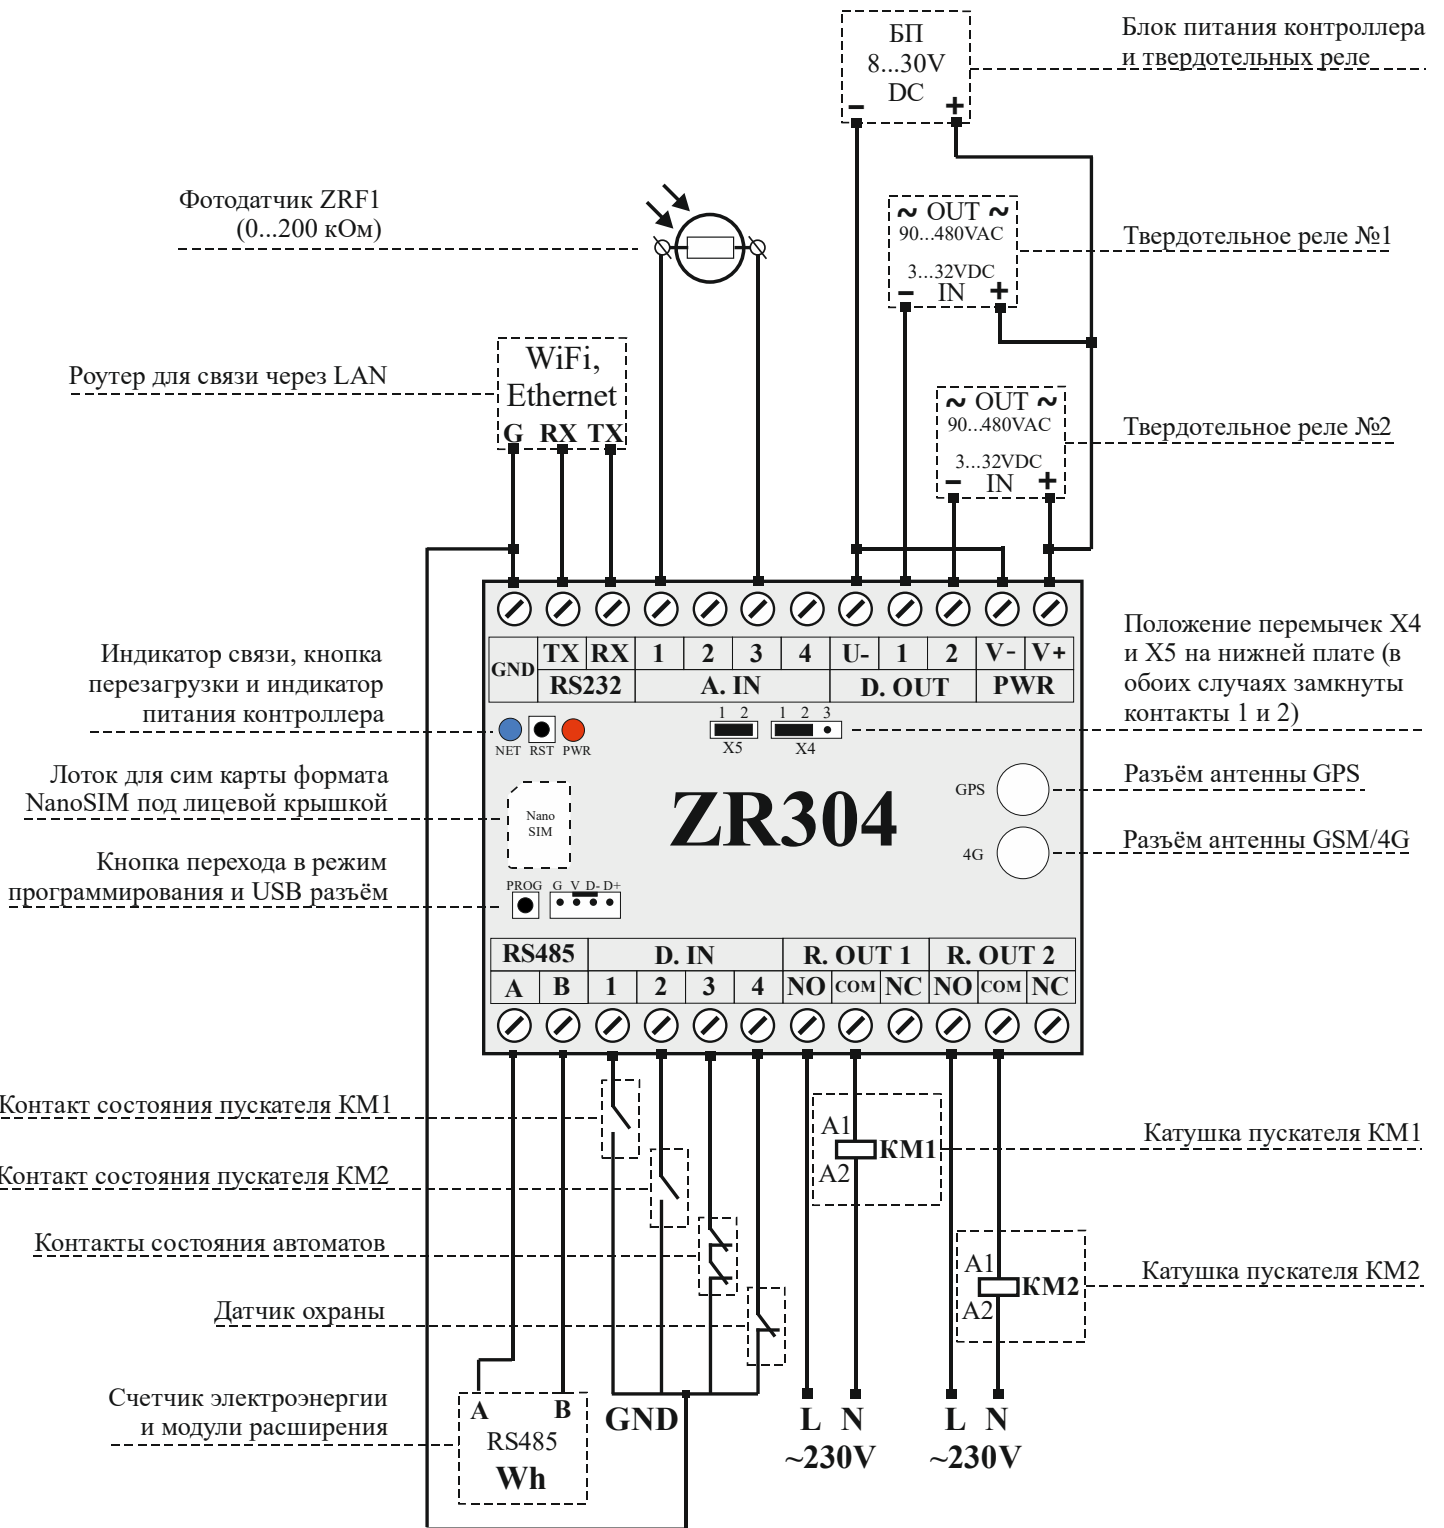 БП
8...30V
DC
− +
Блок питания контроллера
и твердотельных реле
Фотодатчик ZRF1
(0...200 кОм)
~ OUT ~
90...480VAC
3...32VDC
− IN +
Твердотельное реле №1
Роутер для связи через LAN
WiFi,
Ethernet
G RX TX
~ OUT ~
90...480VAC
3...32VDC
− IN +
Твердотельное реле №2
GND TX RX 1 2 3 4 U- 1 2 V- V+
RS232 A. IN D. OUT PWR
Индикатор связи, кнопка
перезагрузки и индикатор
питания контроллера
NET RST PWR
1 2
X5
1 2 3
X4
Положение перемычек X4
и X5 на нижней плате (в
обоих случаях замкнуты
контакты 1 и 2)
Лоток для сим карты формата
NanoSIM под лицевой крышкой
Nano
SIM
ZR304
GPS
Разъём антенны GPS
4G
Разъём антенны GSM/4G
Кнопка перехода в режим
программирования и USB разъём
PROG G V D- D+
RS485 D. IN R. OUT 1 R. OUT 2
A B 1 2 3 4 NO COM NC NO COM NC
Контакт состояния пускателя КМ1
Контакт состояния пускателя КМ2
Контакты состояния автоматов
Датчик охраны
Счетчик электроэнергии
и модули расширения
A B
RS485
Wh
GND
A1
КМ1
A2
Катушка пускателя КМ1
A1
КМ2
A2
Катушка пускателя КМ2
L N
~230V
L N
~230V